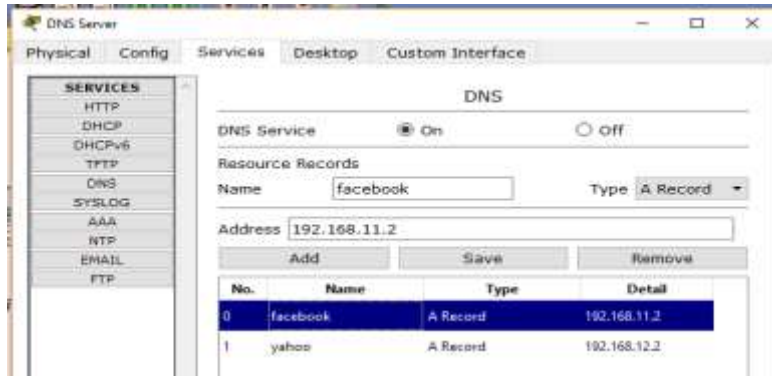 DNS Server
Physical Config Services Desktop Custom Interface
SERVICES
HTTP
DHCP
DHCPv6
TFTP
DNS
SYSLOG
AAA
NTP
EMAIL
FTP
DNS
DNS Service On Off
Resource Records
Name facebook Type A Record
Address 192.168.11.2
Add Save Remove
No. Name Type Detail
0 facebook A Record 192.168.11.2
1 yahoo A Record 192.168.12.2